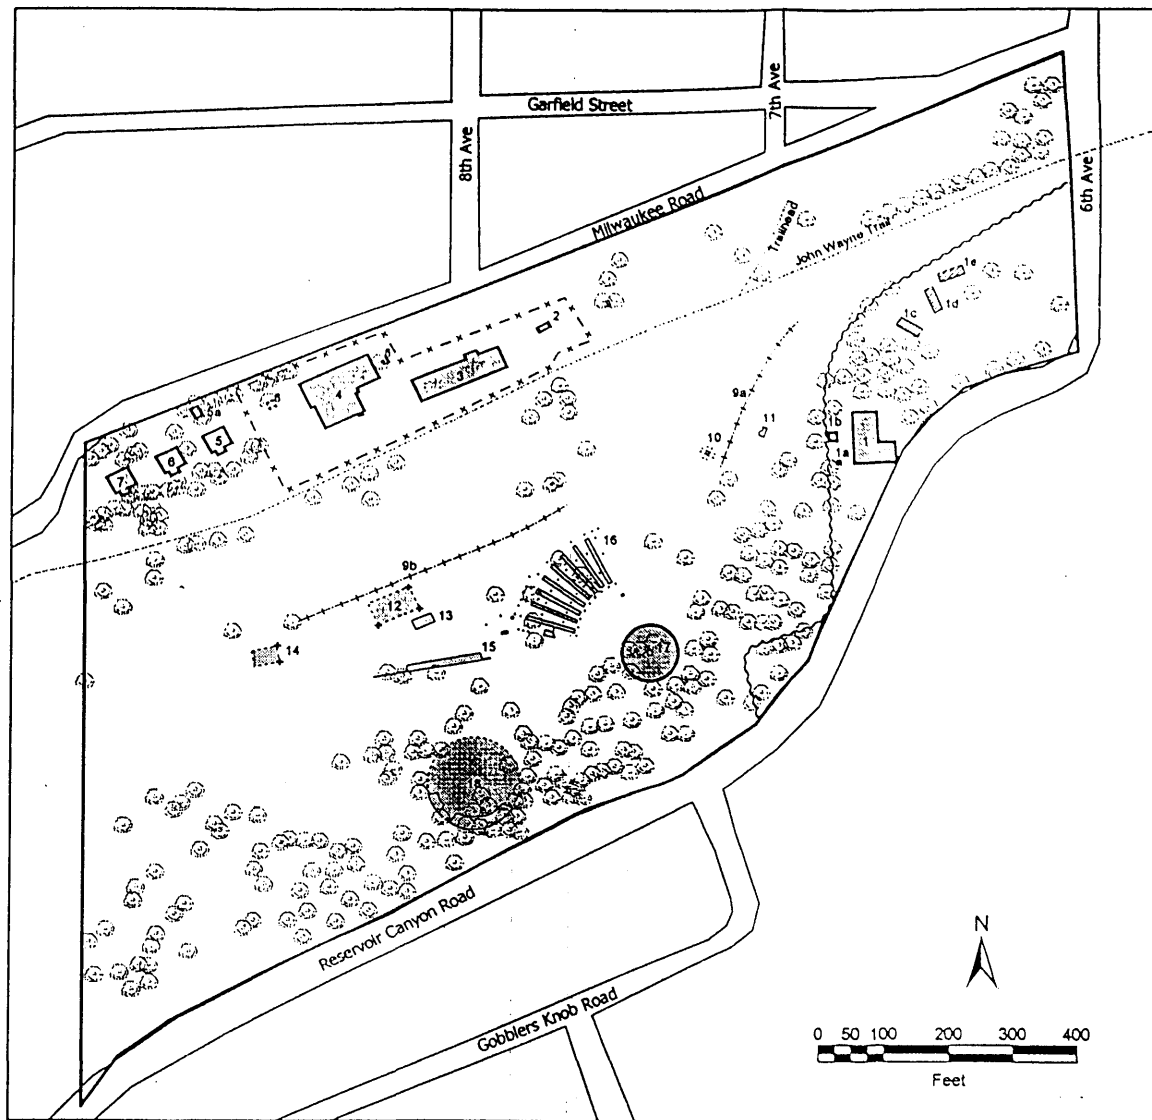 Garfield Street
7th Ave
8th Ave
6th Ave
Milwaukee Road
Trailhead
John Wayne Trail
1e
1d
1c
2
3
4
9a
11
10
1b
1a
5
6
7
16
9b
12
13
14
15
17
Reservoir Canyon Road
Gobblers Knob Road
N
0 50 100 200 300 400
Feet